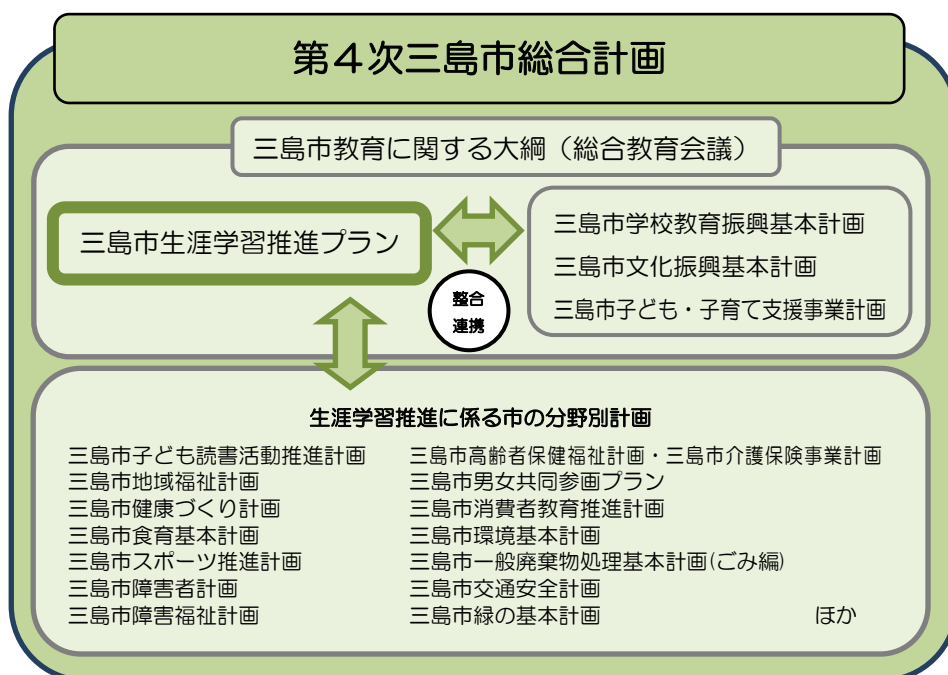 第4次三島市総合計画
三島市教育に関する大綱（総合教育会議）
三島市生涯学習推進プラン
整合
連携
三島市学校教育振興基本計画
三島市文化振興基本計画
三島市子ども・子育て支援事業計画
生涯学習推進に係る市の分野別計画
三島市子ども読書活動推進計画
三島市地域福祉計画
三島市健康づくり計画
三島市食育基本計画
三島市スポーツ推進計画
三島市障害者計画
三島市障害福祉計画
三島市高齢者保健福祉計画・三島市介護保険事業計画
三島市男女共同参画プラン
三島市消費者教育推進計画
三島市環境基本計画
三島市一般廃棄物処理基本計画(ごみ編)
三島市交通安全計画
三島市緑の基本計画
ほか